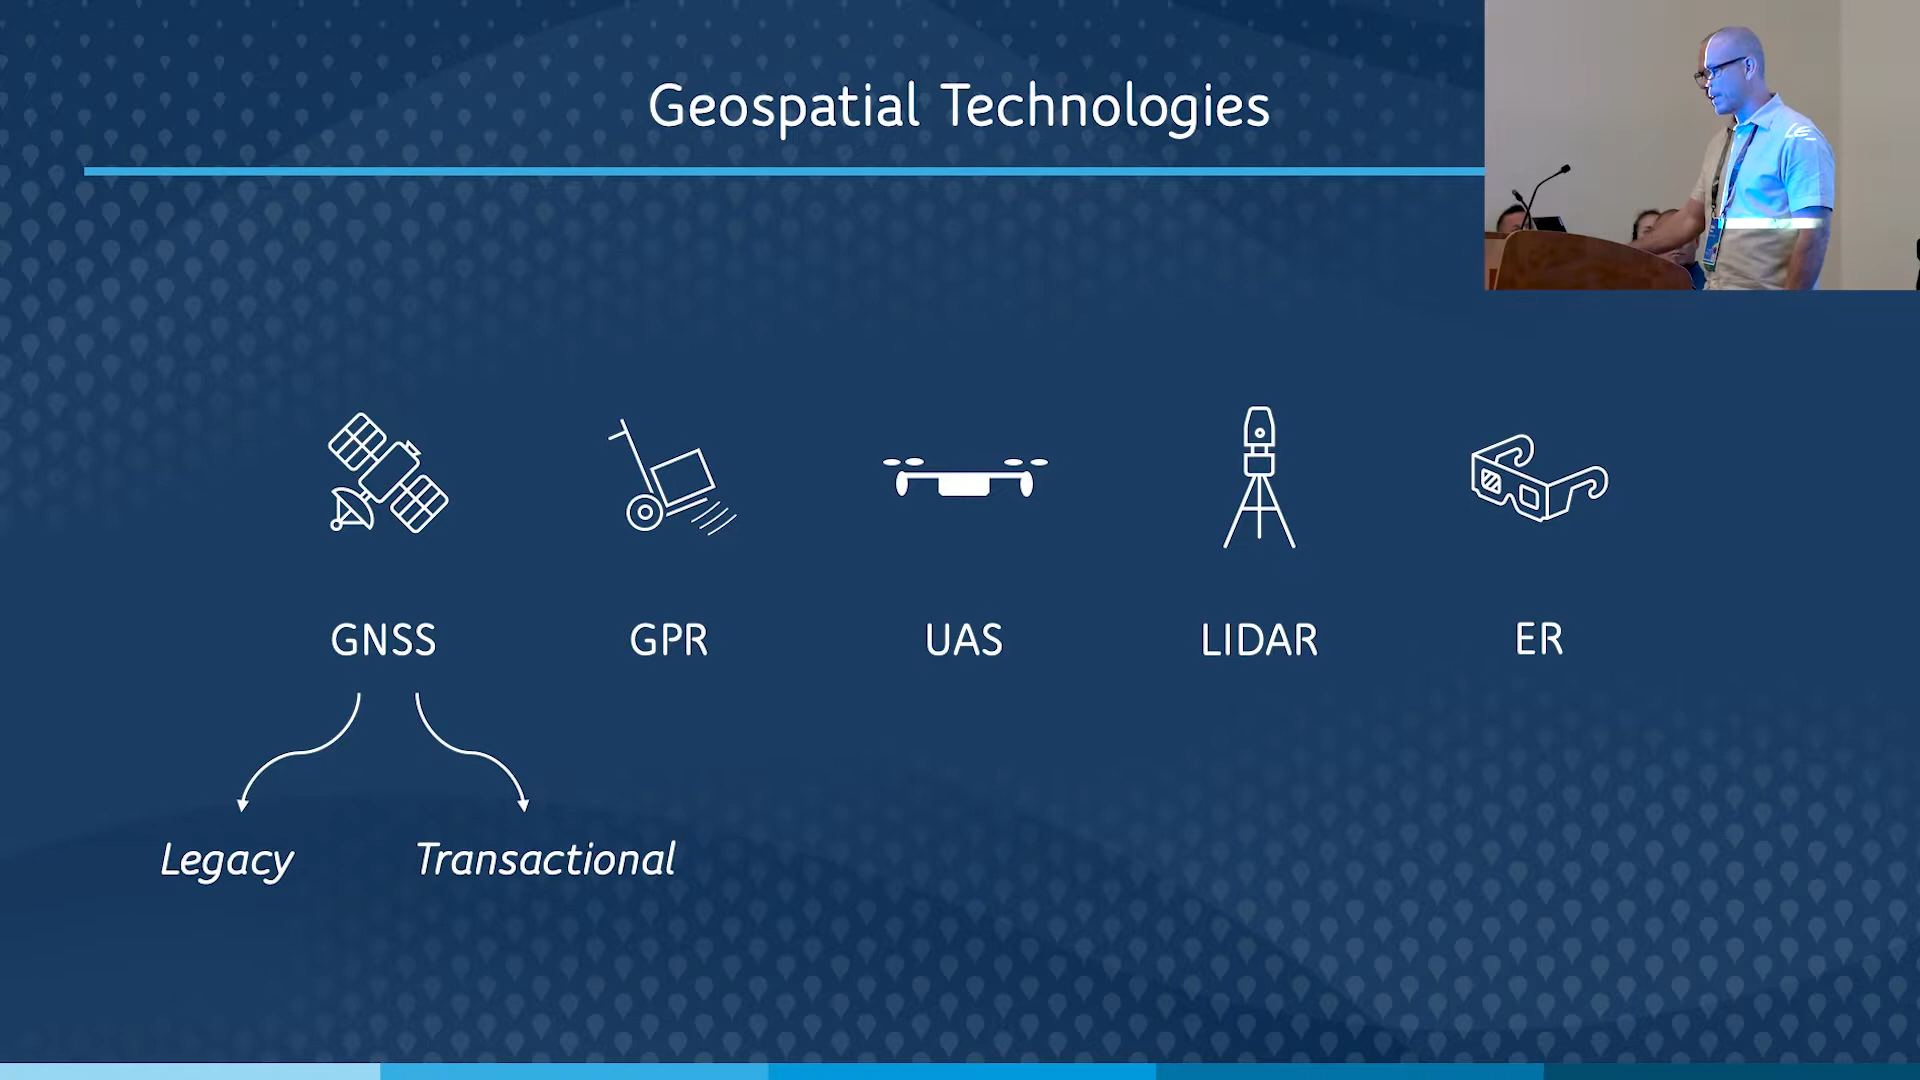 Geospatial Technologies
GNSS
GPR
UAS
LIDAR
ER
Legacy
Transactional